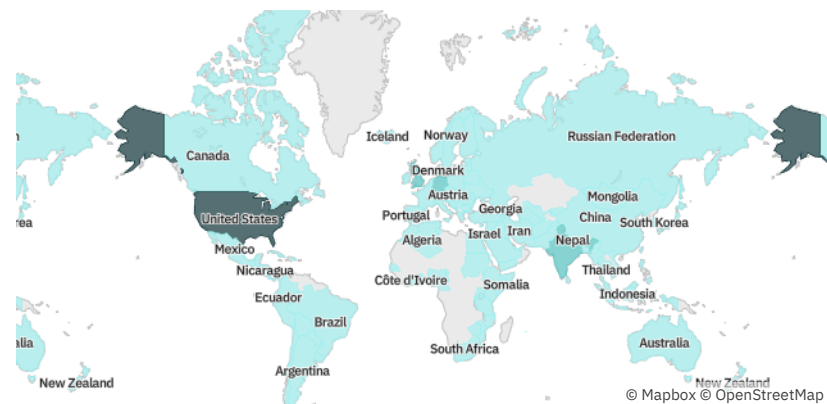 Iceland
Norway
Russian Federation
Canada
Denmark
Austria
Mongolia
Georgia
China
South Korea
rea
United States
Portugal
Israel
Iran
Algeria
Nepal
Mexico
Nicaragua
Thailand
Côte d'Ivoire
Somalia
Indonesia
Ecuador
Brazil
alia
Australia
South Africa
Argentina
New Zealand
New Zealand
© Mapbox © OpenStreetMap